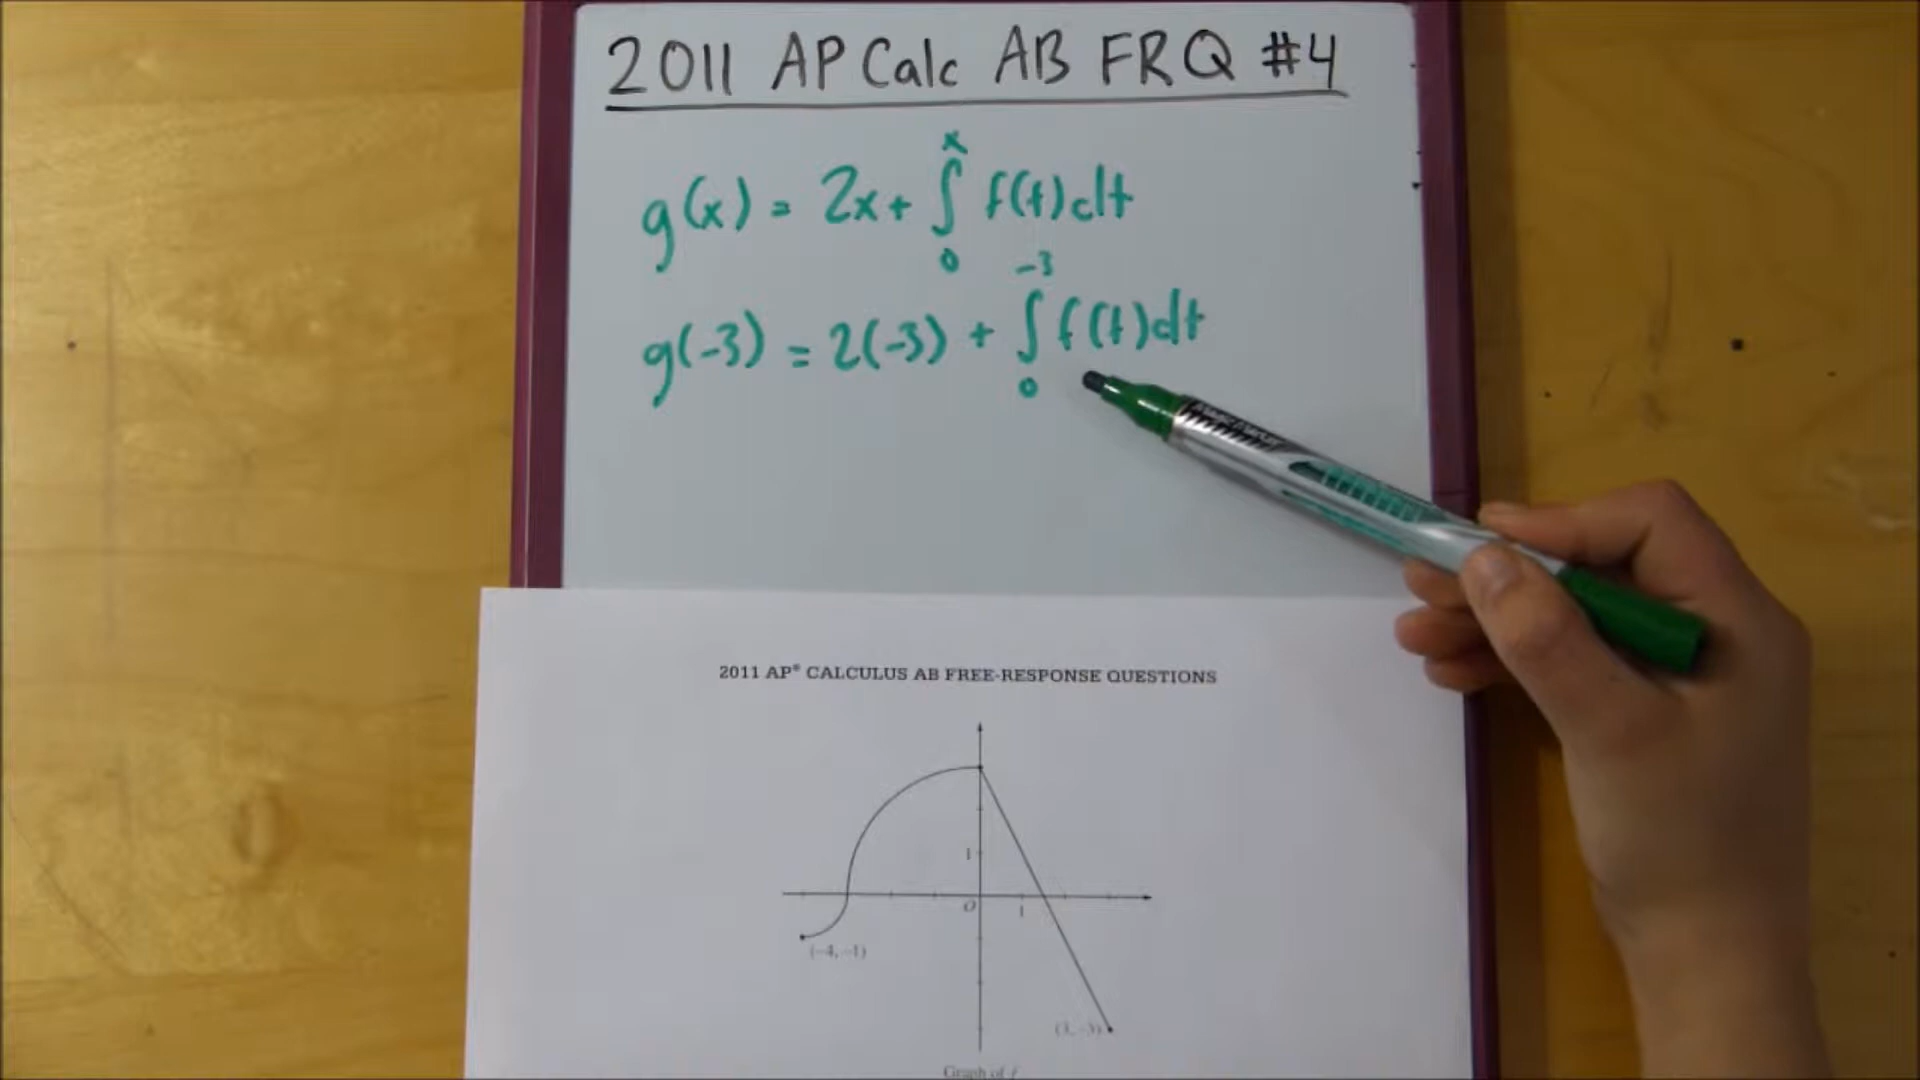 2011 AP Calc AB FRQ #4
g(x) = 2x + ∫₀ˣ f(t)dt
g(-3) = 2(-3) + ∫₀⁻³ f(t)dt
2011 AP® CALCULUS AB FREE-RESPONSE QUESTIONS
1
O
1
(-4, -1)
(3, -3)
Graph of f